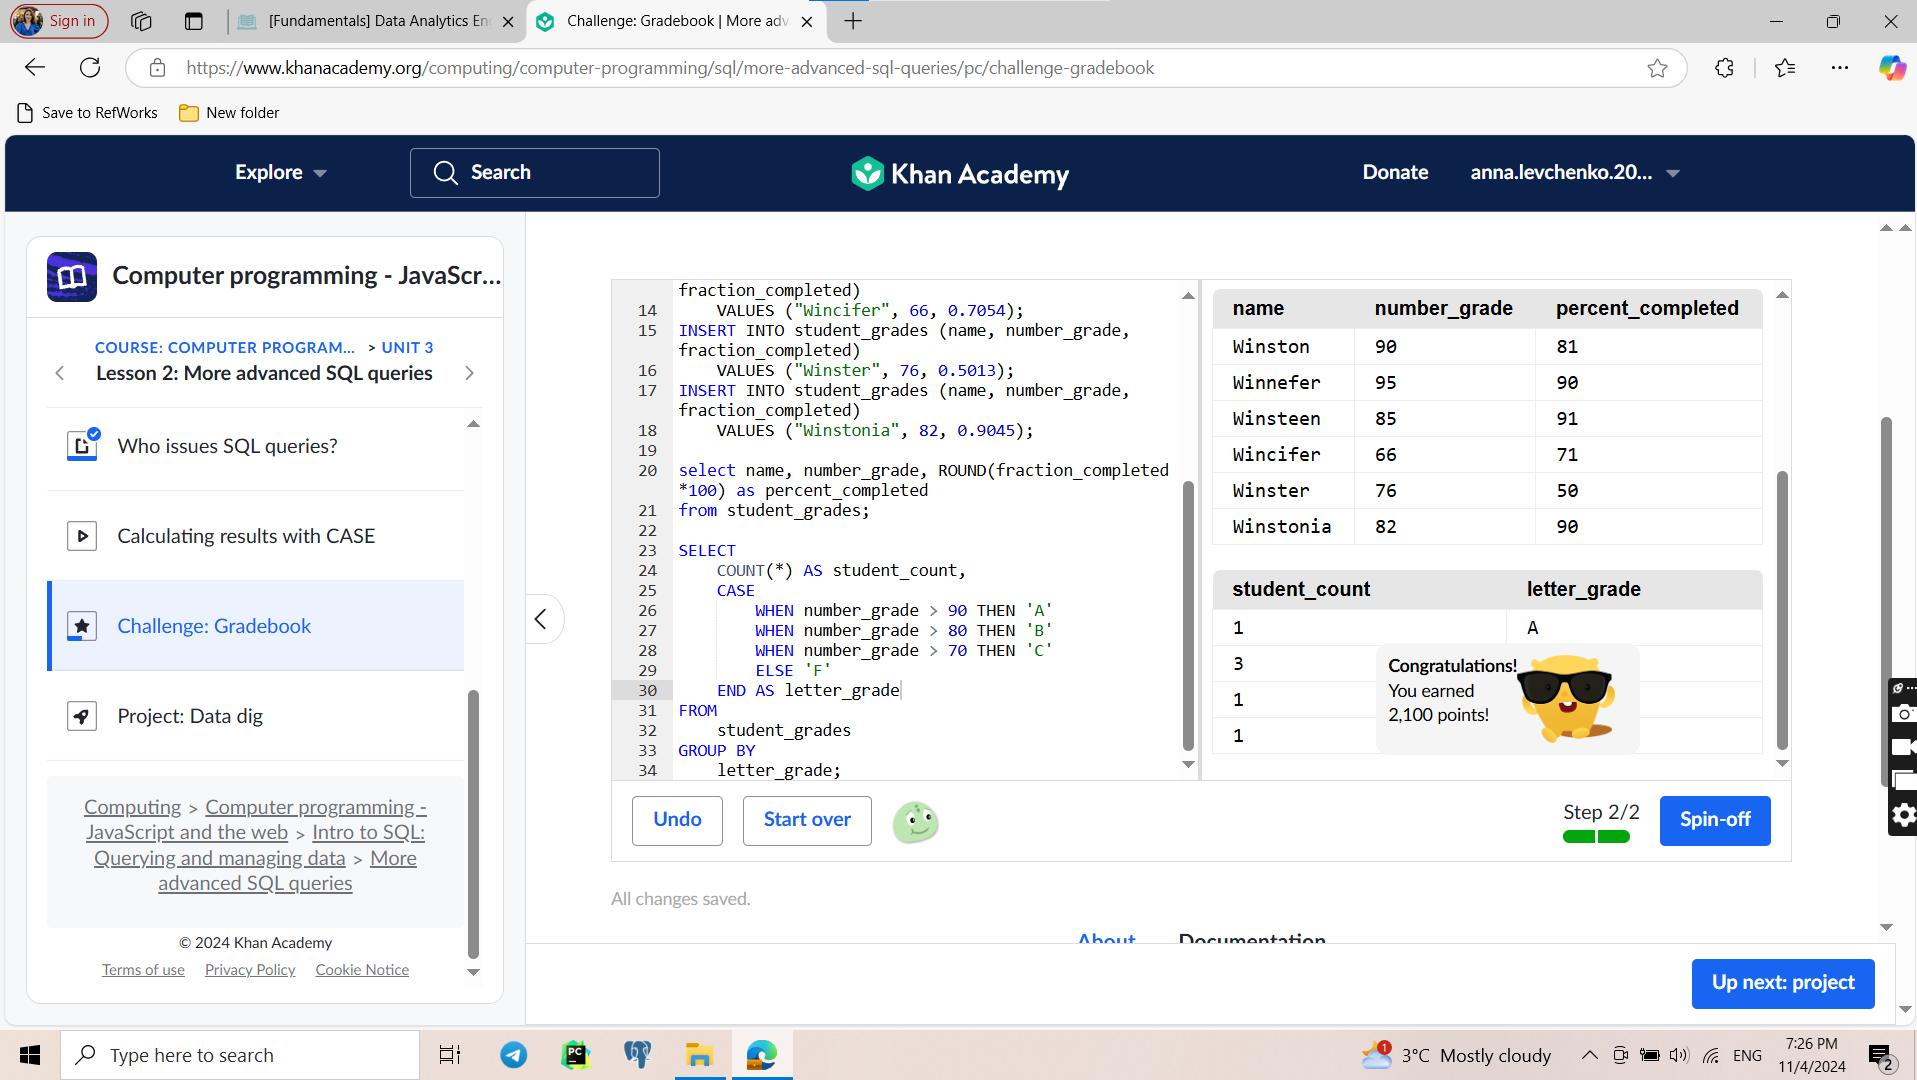 Sign in
[Fundamentals] Data Analytics En
Challenge: Gradebook | More adv
https://www.khanacademy.org/computing/computer-programming/sql/more-advanced-sql-queries/pc/challenge-gradebook
Save to RefWorks
New folder
Explore
Search
Khan Academy
Donate
anna.levchenko.20...
Computer programming - JavaScr...
COURSE: COMPUTER PROGRAM... > UNIT 3
Lesson 2: More advanced SQL queries
Who issues SQL queries?
Calculating results with CASE
Challenge: Gradebook
Project: Data dig
Computing > Computer programming -
JavaScript and the web > Intro to SQL:
Querying and managing data > More
advanced SQL queries
© 2024 Khan Academy
Terms of use Privacy Policy Cookie Notice
fraction_completed)
14 VALUES ("Wincifer", 66, 0.7054);
15 INSERT INTO student_grades (name, number_grade,
fraction_completed)
16 VALUES ("Winster", 76, 0.5013);
17 INSERT INTO student_grades (name, number_grade,
fraction_completed)
18 VALUES ("Winstonia", 82, 0.9045);
19
20 select name, number_grade, ROUND(fraction_completed
*100) as percent_completed
21 from student_grades;
22
23 SELECT
24 COUNT(*) AS student_count,
25 CASE
26 WHEN number_grade > 90 THEN 'A'
27 WHEN number_grade > 80 THEN 'B'
28 WHEN number_grade > 70 THEN 'C'
29 ELSE 'F'
30 END AS letter_grade
31 FROM
32 student_grades
33 GROUP BY
34 letter_grade;
name number_grade percent_completed
Winston 90 81
Winnefer 95 90
Winsteen 85 91
Wincifer 66 71
Winster 76 50
Winstonia 82 90
student_count letter_grade
1 A
3
1
1
Congratulations!
You earned
2,100 points!
Undo
Start over
Step 2/2
Spin-off
All changes saved.
About
Documentation
Up next: project
Type here to search
PC
1
3°C Mostly cloudy
ENG
7:26 PM
11/4/2024
2